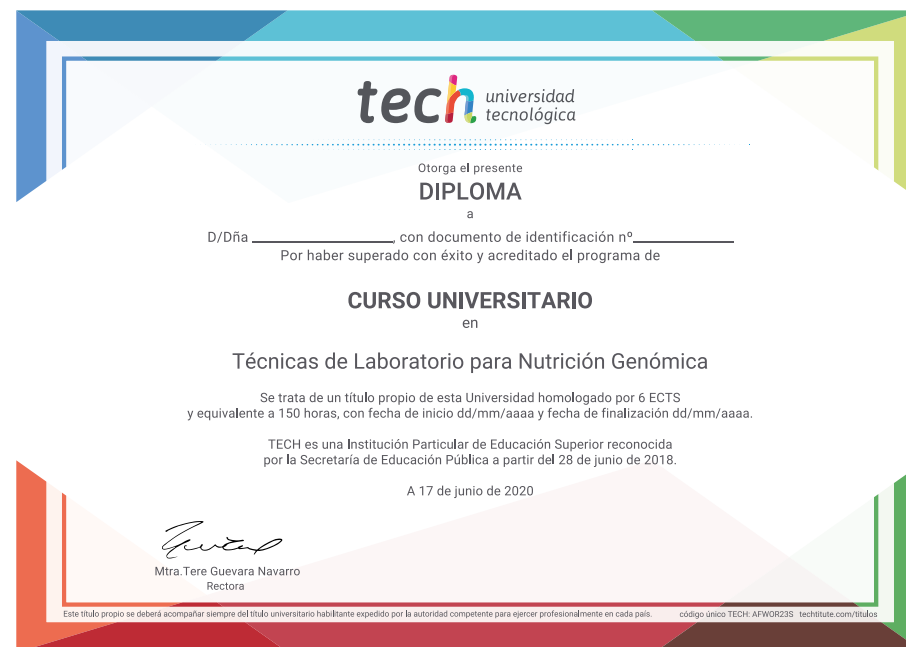 tech universidad
tecnológica
Otorga el presente
DIPLOMA
a
D/Dña ____________________, con documento de identificación nº______________
Por haber superado con éxito y acreditado el programa de
CURSO UNIVERSITARIO
en
Técnicas de Laboratorio para Nutrición Genómica
Se trata de un título propio de esta Universidad homologado por 6 ECTS
y equivalente a 150 horas, con fecha de inicio dd/mm/aaaa y fecha de finalización dd/mm/aaaa.
TECH es una Institución Particular de Educación Superior reconocida
por la Secretaría de Educación Pública a partir del 28 de junio de 2018.
A 17 de junio de 2020
Mtra.Tere Guevara Navarro
Rectora
Este título propio se deberá acompañar siempre del título universitario habilitante expedido por la autoridad competente para ejercer profesionalmente en cada país. código único TECH: AFWOR23S techtitute.com/titulos